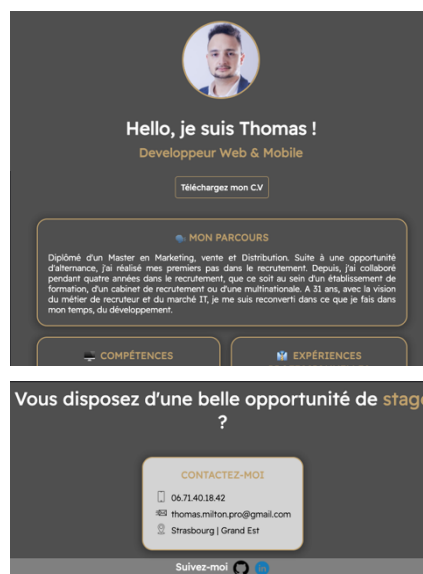 Hello, je suis Thomas !
Developpeur Web & Mobile
Téléchargez mon C.V
MON PARCOURS
Diplômé d'un Master en Marketing, vente et Distribution. Suite à une opportunité
d'alternance, j'ai réalisé mes premiers pas dans le recrutement. Depuis, j'ai collaboré
pendant quatre années dans le recrutement, que ce soit au sein d'un établissement de
formation, d'un cabinet de recrutement ou d'une multinationale. A 31 ans, avec la vision
du métier de recruteur et du marché IT, je me suis reconverti dans ce que je fais dans
mon temps, du développement.
COMPÉTENCES
EXPÉRIENCES
Vous disposez d'une belle opportunité de stage
?
CONTACTEZ-MOI
06.71.40.18.42
thomas.milton.pro@gmail.com
Strasbourg | Grand Est
Suivez-moi
in